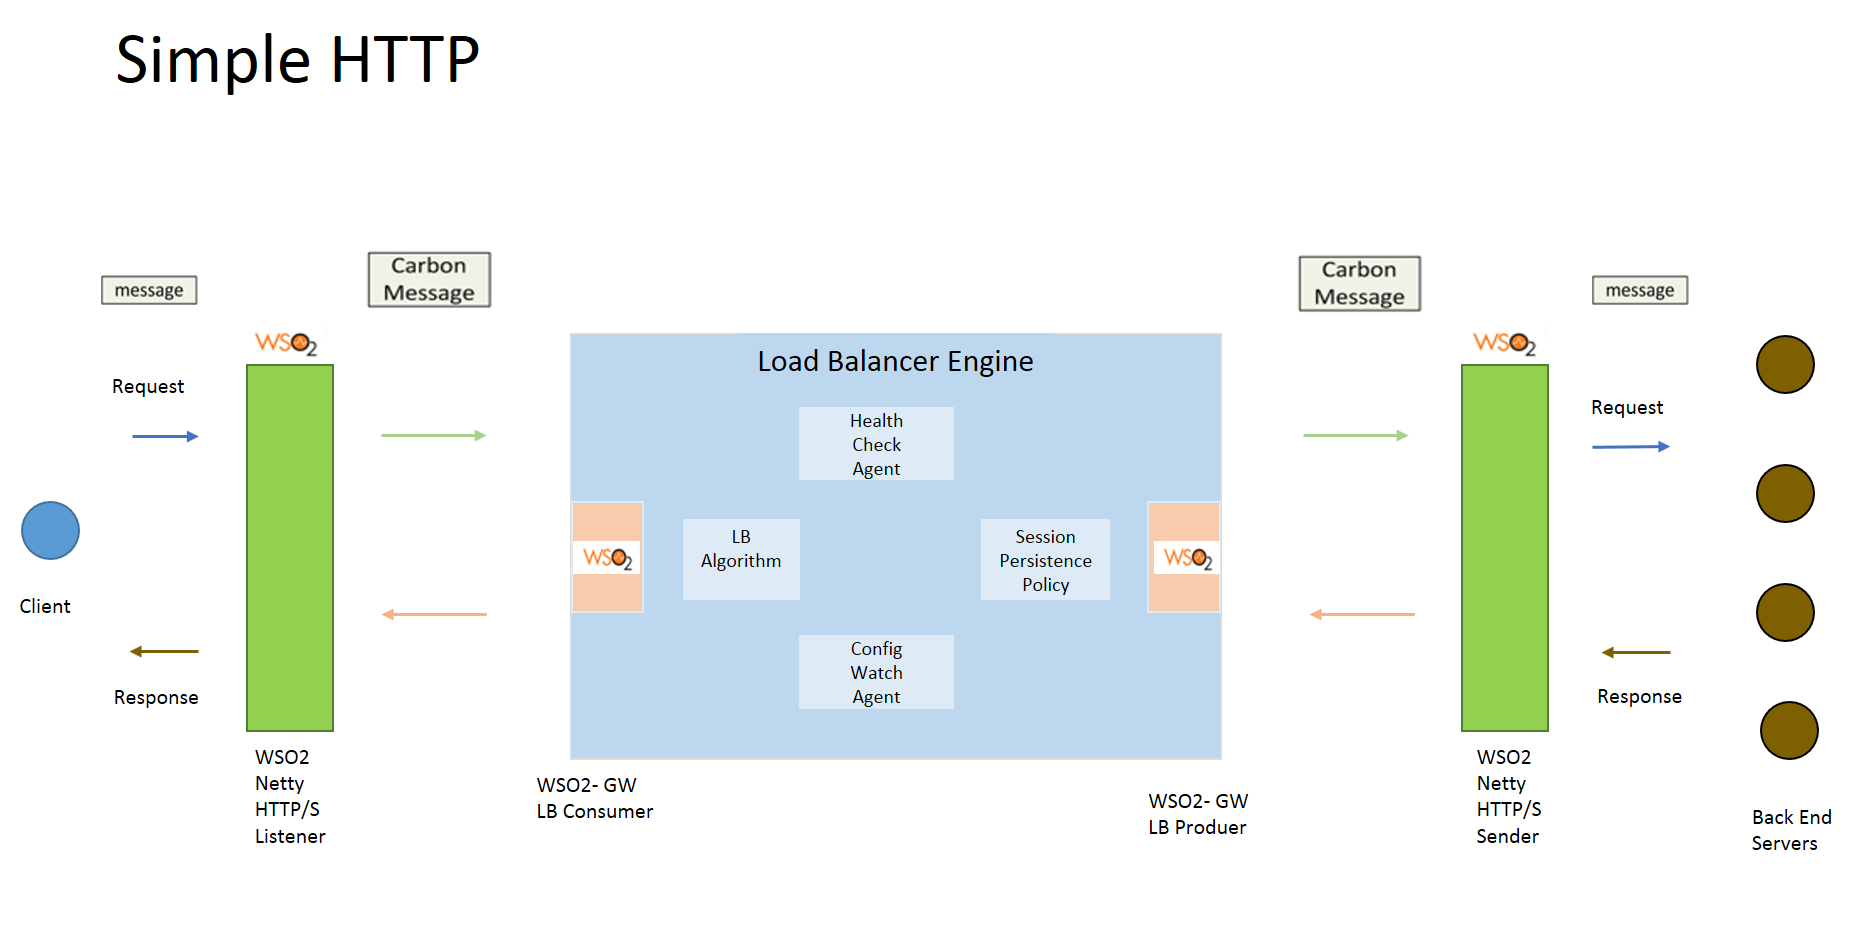 Simple HTTP
message
Carbon
Message
Carbon
Message
message
WSO2
WSO2
Request
Load Balancer Engine
Request
Health
Check
Agent
WSO2
LB
Algorithm
Session
Persistence
Policy
WSO2
Client
Response
Config
Watch
Agent
Response
WSO2
Netty
HTTP/S
Listener
WSO2- GW
LB Consumer
WSO2- GW
LB Produer
WSO2
Netty
HTTP/S
Sender
Back End
Servers